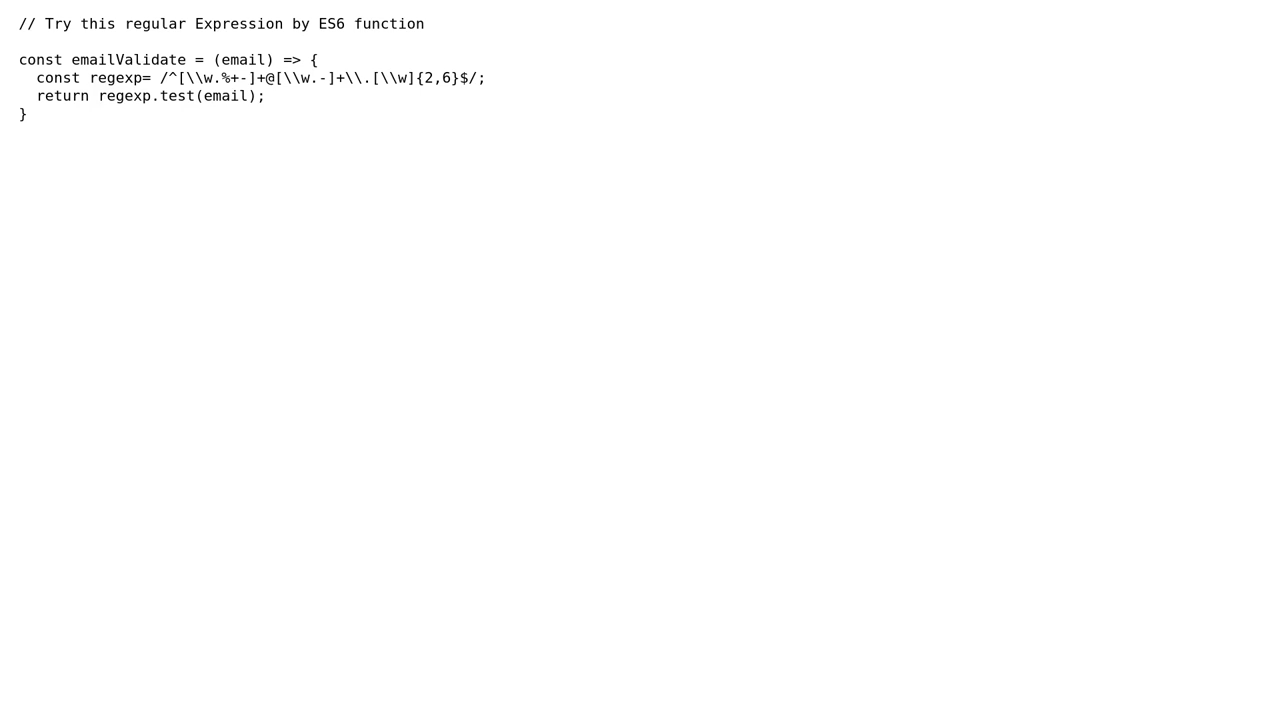 // Try this regular Expression by ES6 function

const emailValidate = (email) => {
  const regexp= /^[\\w.%+-]+@[\\w.-]+\\.[\\w]{2,6}$/;
  return regexp.test(email);
}